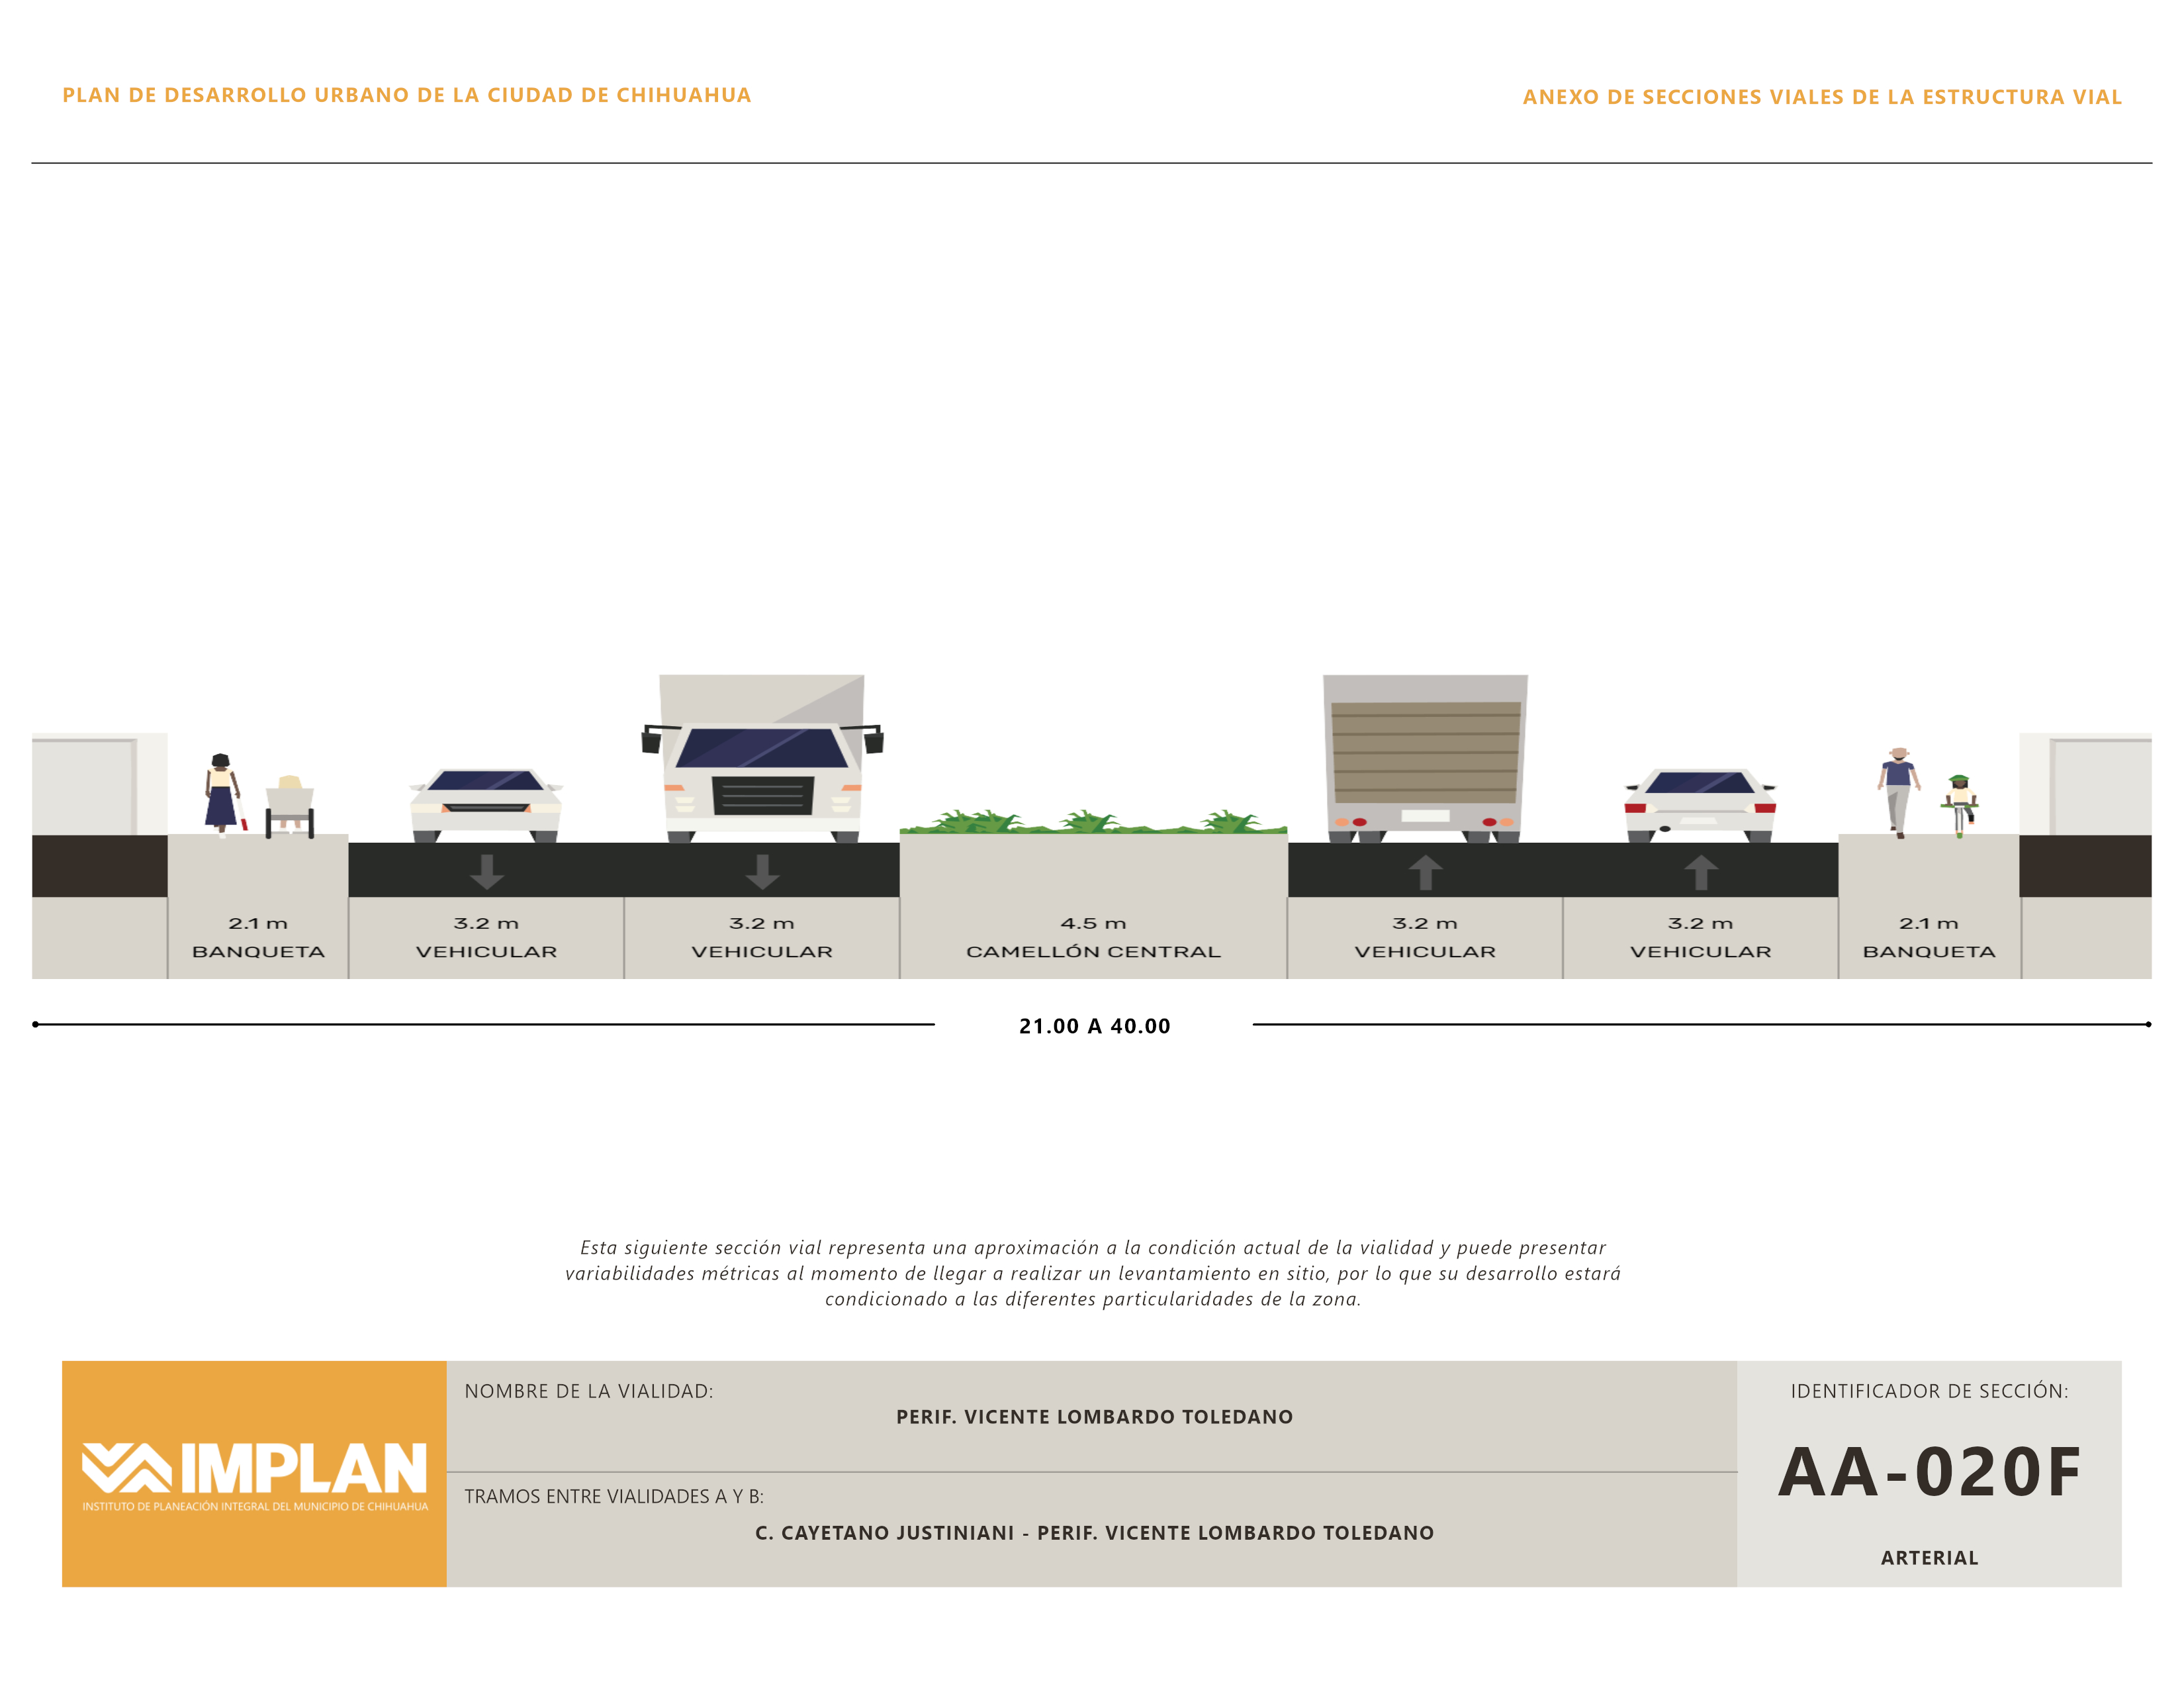 PLAN DE DESARROLLO URBANO DE LA CIUDAD DE CHIHUAHUA
ANEXO DE SECCIONES VIALES DE LA ESTRUCTURA VIAL
2.1 m
BANQUETA
3.2 m
VEHICULAR
3.2 m
VEHICULAR
4.5 m
CAMELLÓN CENTRAL
3.2 m
VEHICULAR
3.2 m
VEHICULAR
2.1 m
BANQUETA
21.00 A 40.00
Esta siguiente sección vial representa una aproximación a la condición actual de la vialidad y puede presentar
variabilidades métricas al momento de llegar a realizar un levantamiento en sitio, por lo que su desarrollo estará
condicionado a las diferentes particularidades de la zona.
IMPLAN
INSTITUTO DE PLANEACIÓN INTEGRAL DEL MUNICIPIO DE CHIHUAHUA
NOMBRE DE LA VIALIDAD:
PERIF. VICENTE LOMBARDO TOLEDANO
TRAMOS ENTRE VIALIDADES A Y B:
C. CAYETANO JUSTINIANI - PERIF. VICENTE LOMBARDO TOLEDANO
IDENTIFICADOR DE SECCIÓN:
AA-020F
ARTERIAL